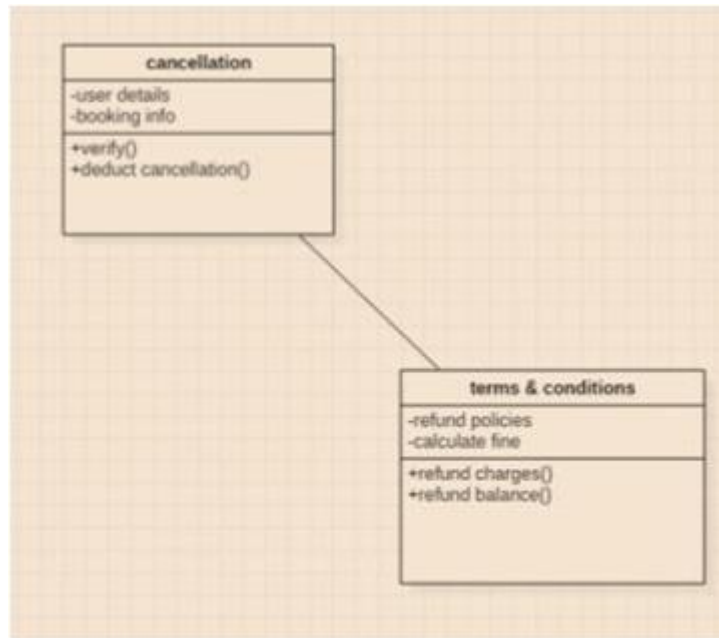 cancellation
-user details
-booking info
+verify()
+deduct cancellation()
terms & conditions
-refund policies
-calculate fine
+refund charges()
+refund balance()